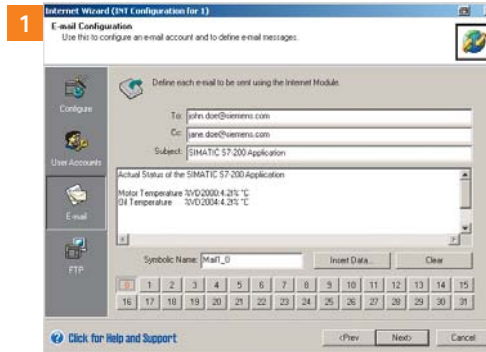 1
Internet Wizard (INT Configuration for 1)
E-mail Configuration
Use this to configure an e-mail account and to define e-mail messages.
Configure
User Accounts
E-mail
FTP
Define each e-mail to be sent using the Internet Module.
To: john.doe@siemens.com
Cc: jane.doe@siemens.com
Subject: SIMATIC S7-200 Application
Actual Status of the SIMATIC S7-200 Application
Motor Temperature %VD2000:4.2f% °C
Oil Temperature %VD2004:4.2f% °C
Symbolic Name: Mail1_0
Insert Data...
Clear
0 1 2 3 4 5 6 7 8 9 10 11 12 13 14 15
16 17 18 19 20 21 22 23 24 25 26 27 28 29 30 31
Click for Help and Support
<Prev
Next>
Cancel